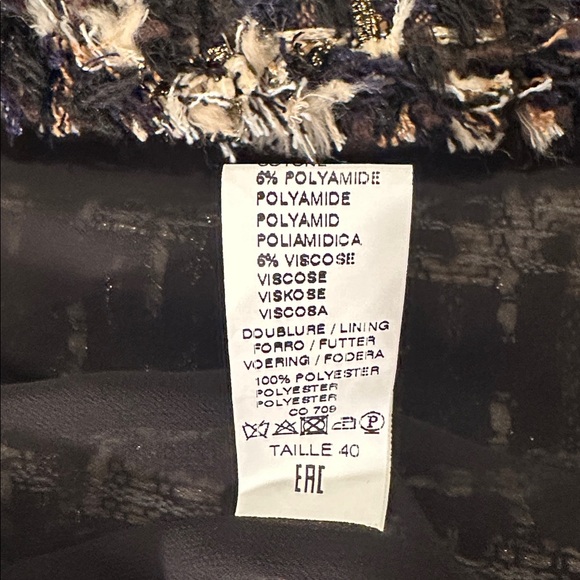 6% POLYAMIDE
POLYAMIDE
POLYAMID
POLIAMIDICA
6% VISCOSE
VISCOSE
VISKOSE
VISCOSA
DOUBLURE / LINING
FORRO / FUTTER
VOERING / FODERA
100% POLYESTER
POLYESTER
POLYESTER
CO 709
P
TAILLE 40
EAC